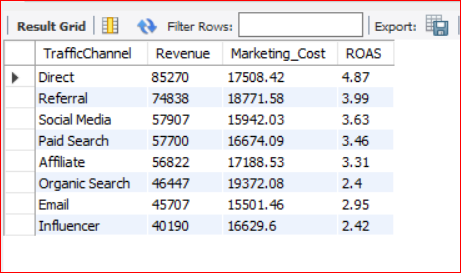 Result Grid Filter Rows: Export:
TrafficChannel Revenue Marketing_Cost ROAS
Direct 85270 17508.42 4.87
Referral 74838 18771.58 3.99
Social Media 57907 15942.03 3.63
Paid Search 57700 16674.09 3.46
Affiliate 56822 17188.53 3.31
Organic Search 46447 19372.08 2.4
Email 45707 15501.46 2.95
Influencer 40190 16629.6 2.42